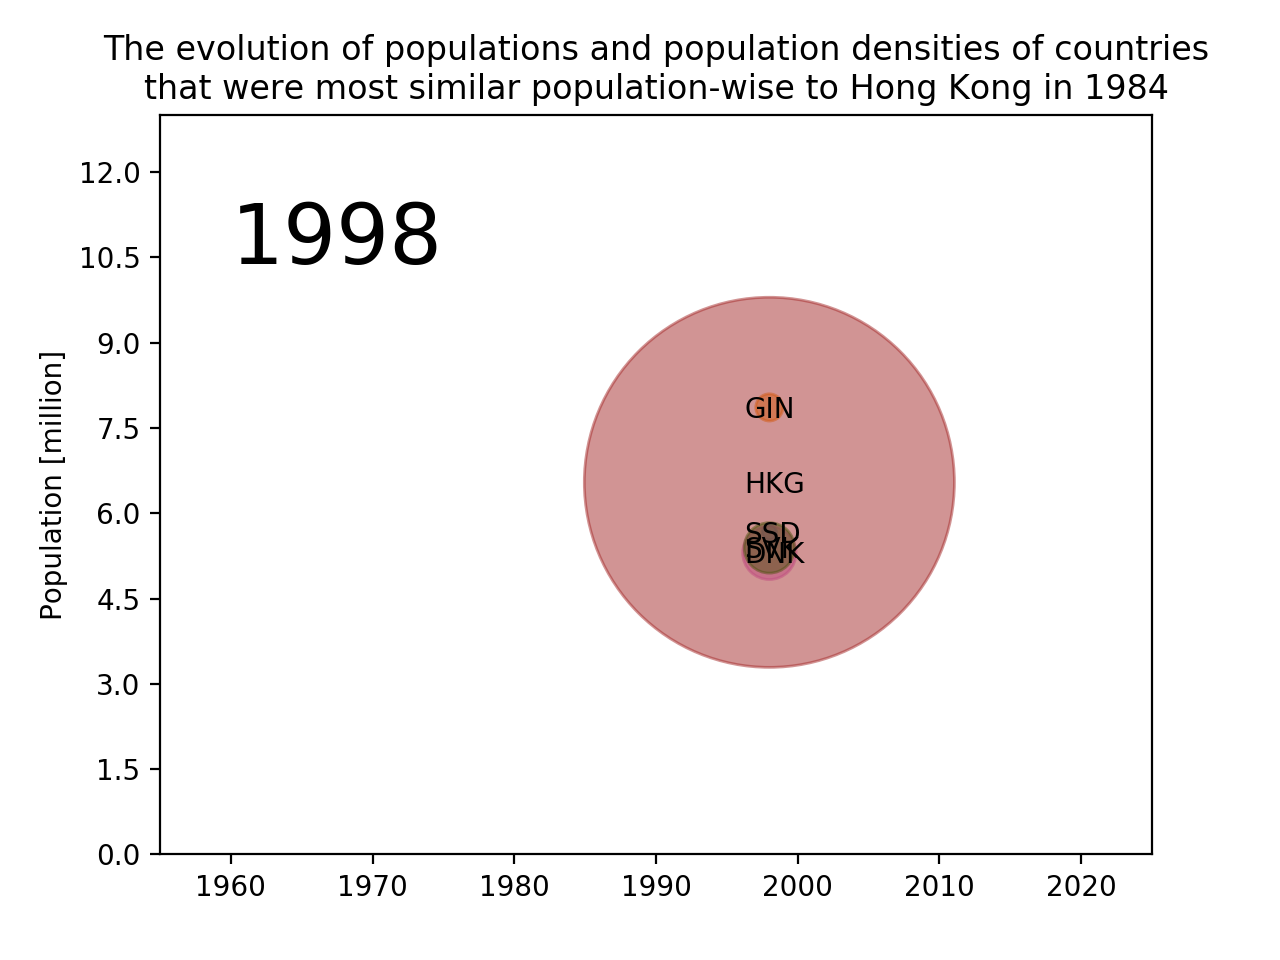 The evolution of populations and population densities of countries
that were most similar population-wise to Hong Kong in 1984
12.0
10.5
9.0
7.5
6.0
4.5
3.0
1.5
0.0
Population [million]
1998
GIN
HKG
SSD
DNK
1960 1970 1980 1990 2000 2010 2020